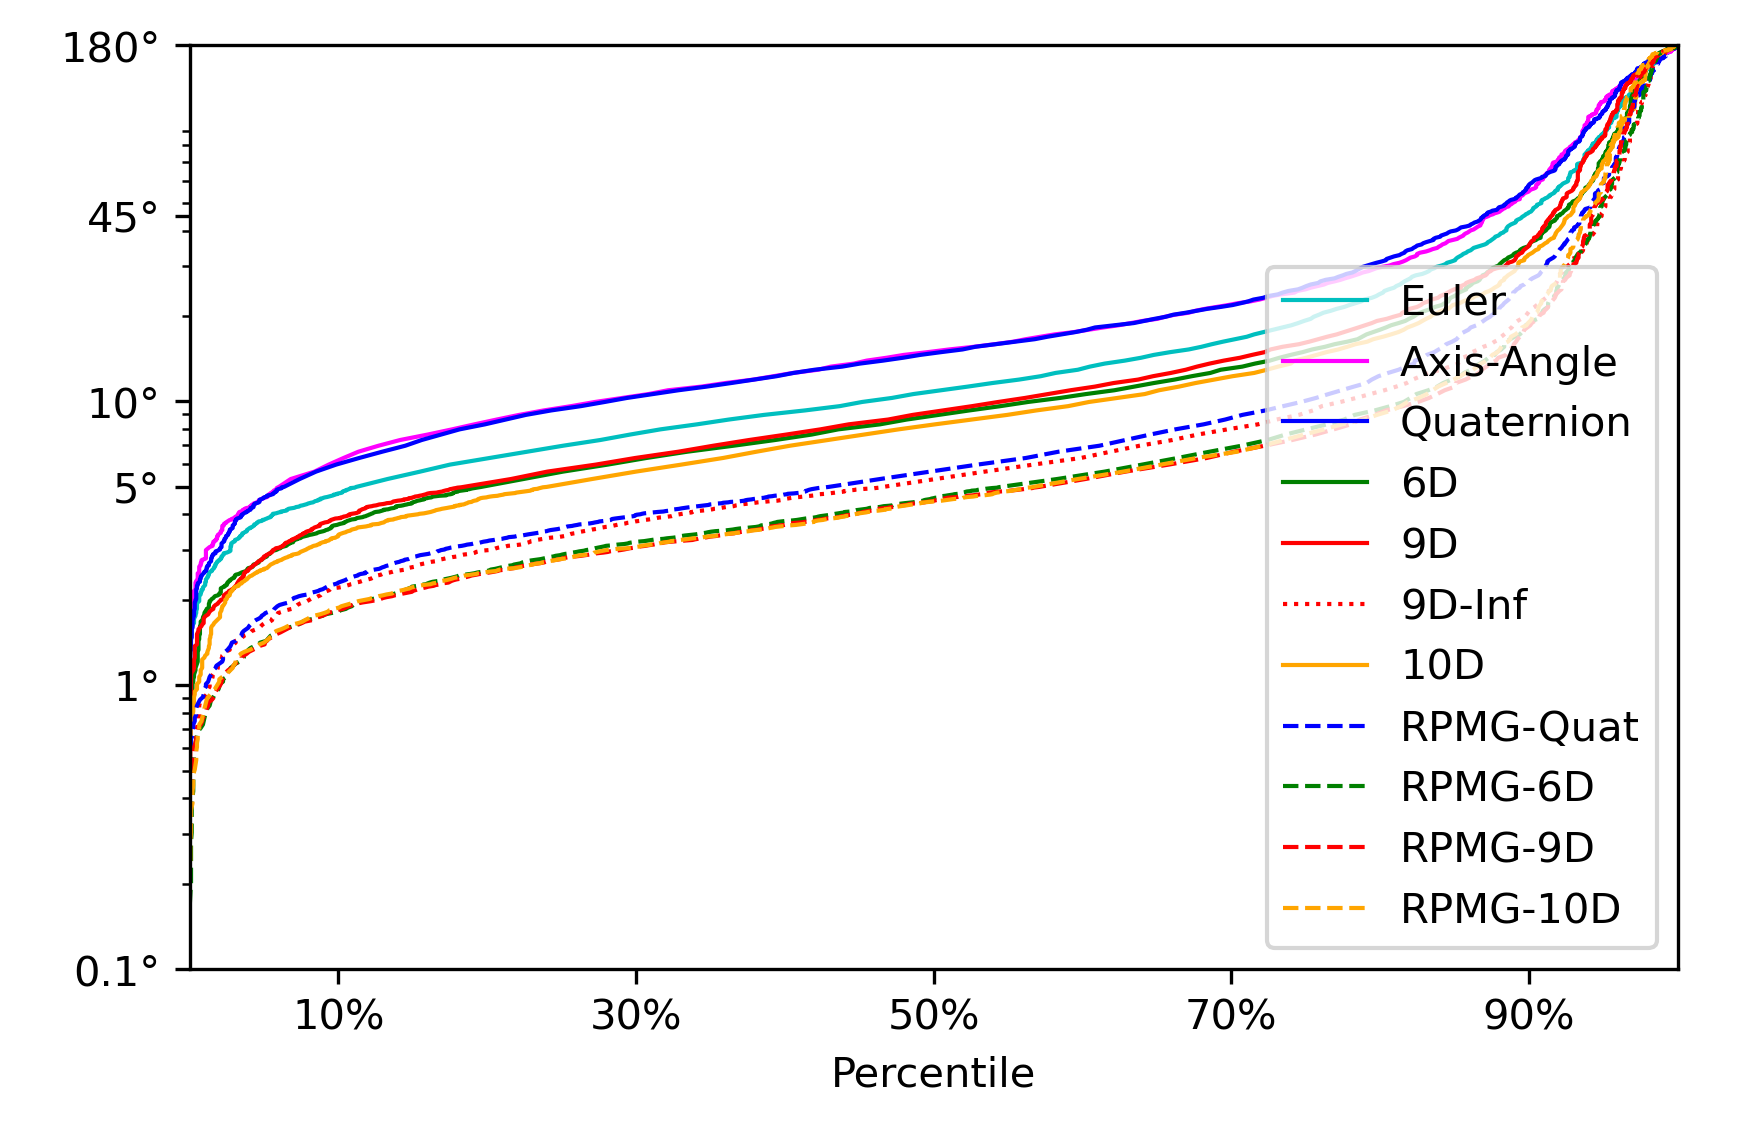 180°
45°
10°
5°
1°
0.1°
10% 30% 50% 70% 90%
Percentile
Euler
Axis-Angle
Quaternion
6D
9D
9D-Inf
10D
RPMG-Quat
RPMG-6D
RPMG-9D
RPMG-10D